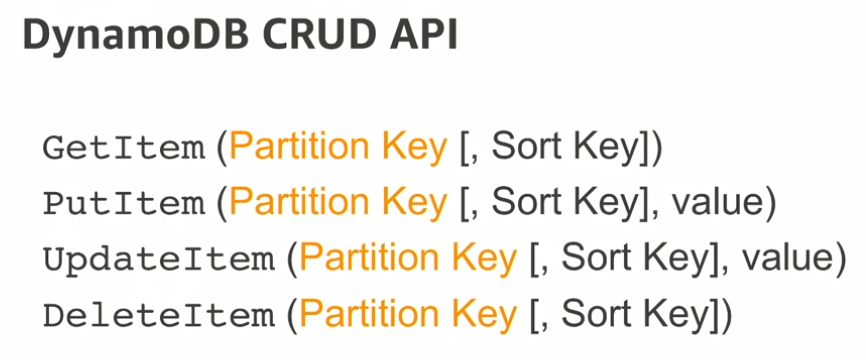 DynamoDB CRUD API
GetItem (Partition Key [, Sort Key])
PutItem (Partition Key [, Sort Key], value)
UpdateItem (Partition Key [, Sort Key], value)
DeleteItem (Partition Key [, Sort Key])